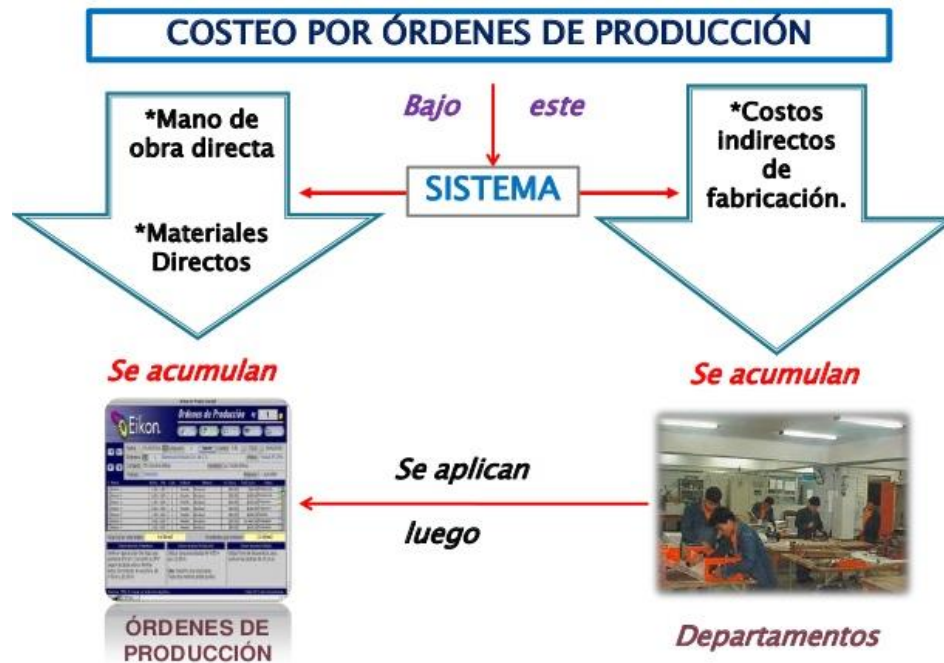 COSTEO POR ÓRDENES DE PRODUCCIÓN
Bajo este
SISTEMA
*Mano de
obra directa
*Materiales
Directos
*Costos
indirectos
de
fabricación.
Se acumulan
Se acumulan
Eikon
Órdenes de Producción
Se aplican
luego
ÓRDENES DE
PRODUCCIÓN
Departamentos